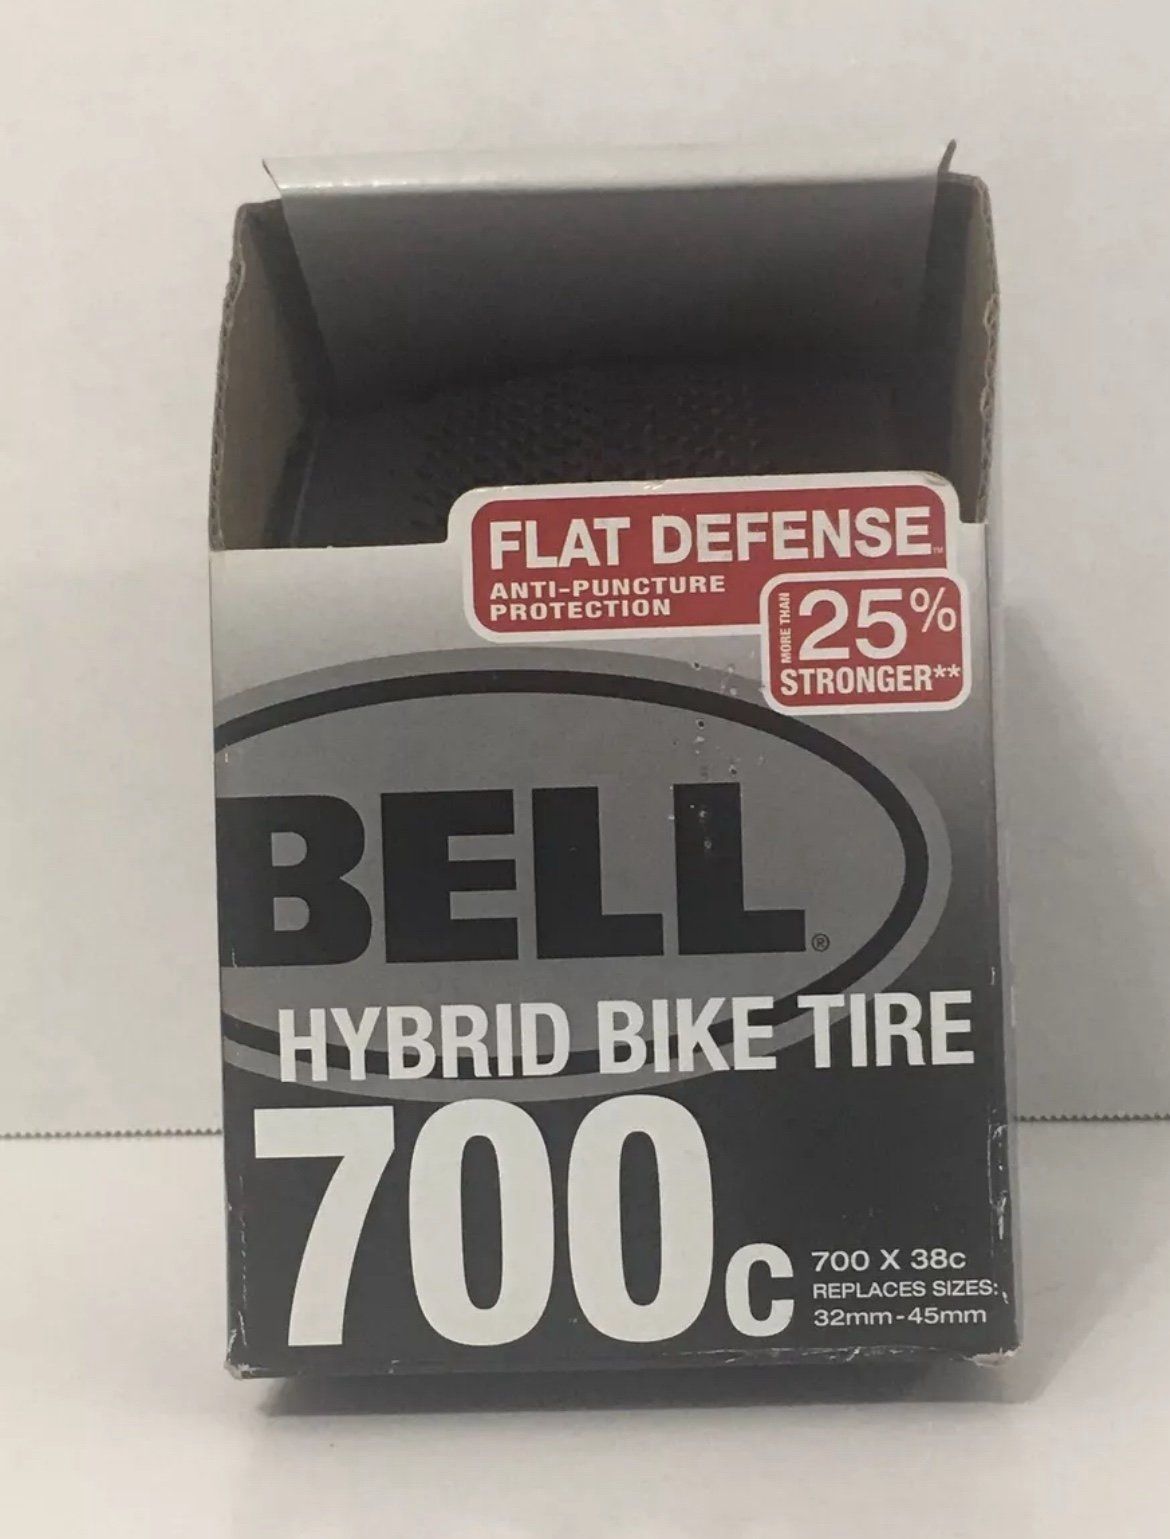 FLAT DEFENSE™
ANTI-PUNCTURE
PROTECTION
MORE THAN
25%
STRONGER**
BELL®
HYBRID BIKE TIRE
700c
700 X 38c
REPLACES SIZES:
32mm-45mm